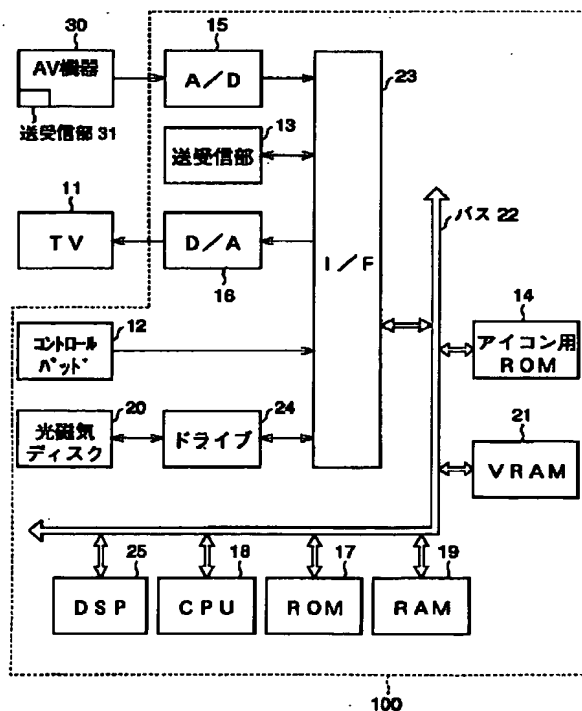 30
AV機器
送受信部 31
15
A/D
13
送受信部
23
I/F
11
TV
D/A
16
バス 22
12
コントロール
パッド
14
アイコン用
ROM
20
光磁気
ディスク
24
ドライブ
21
VRAM
25
DSP
18
CPU
17
ROM
19
RAM
100